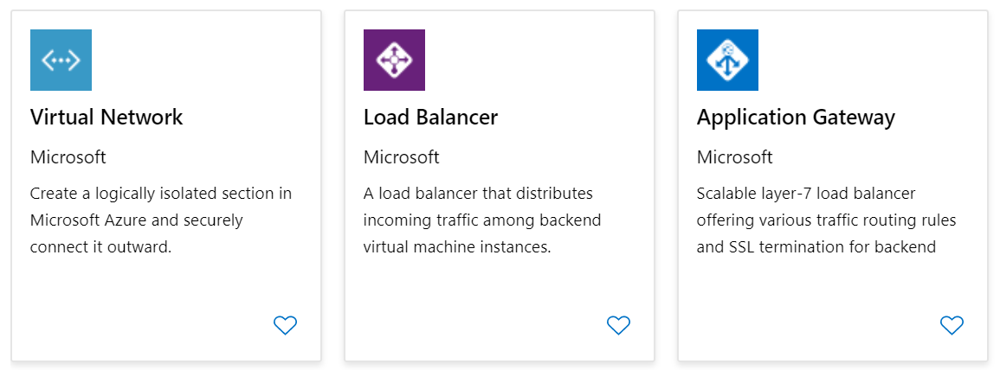 Virtual Network
Microsoft
Create a logically isolated section in
Microsoft Azure and securely
connect it outward.
Load Balancer
Microsoft
A load balancer that distributes
incoming traffic among backend
virtual machine instances.
Application Gateway
Microsoft
Scalable layer-7 load balancer
offering various traffic routing rules
and SSL termination for backend